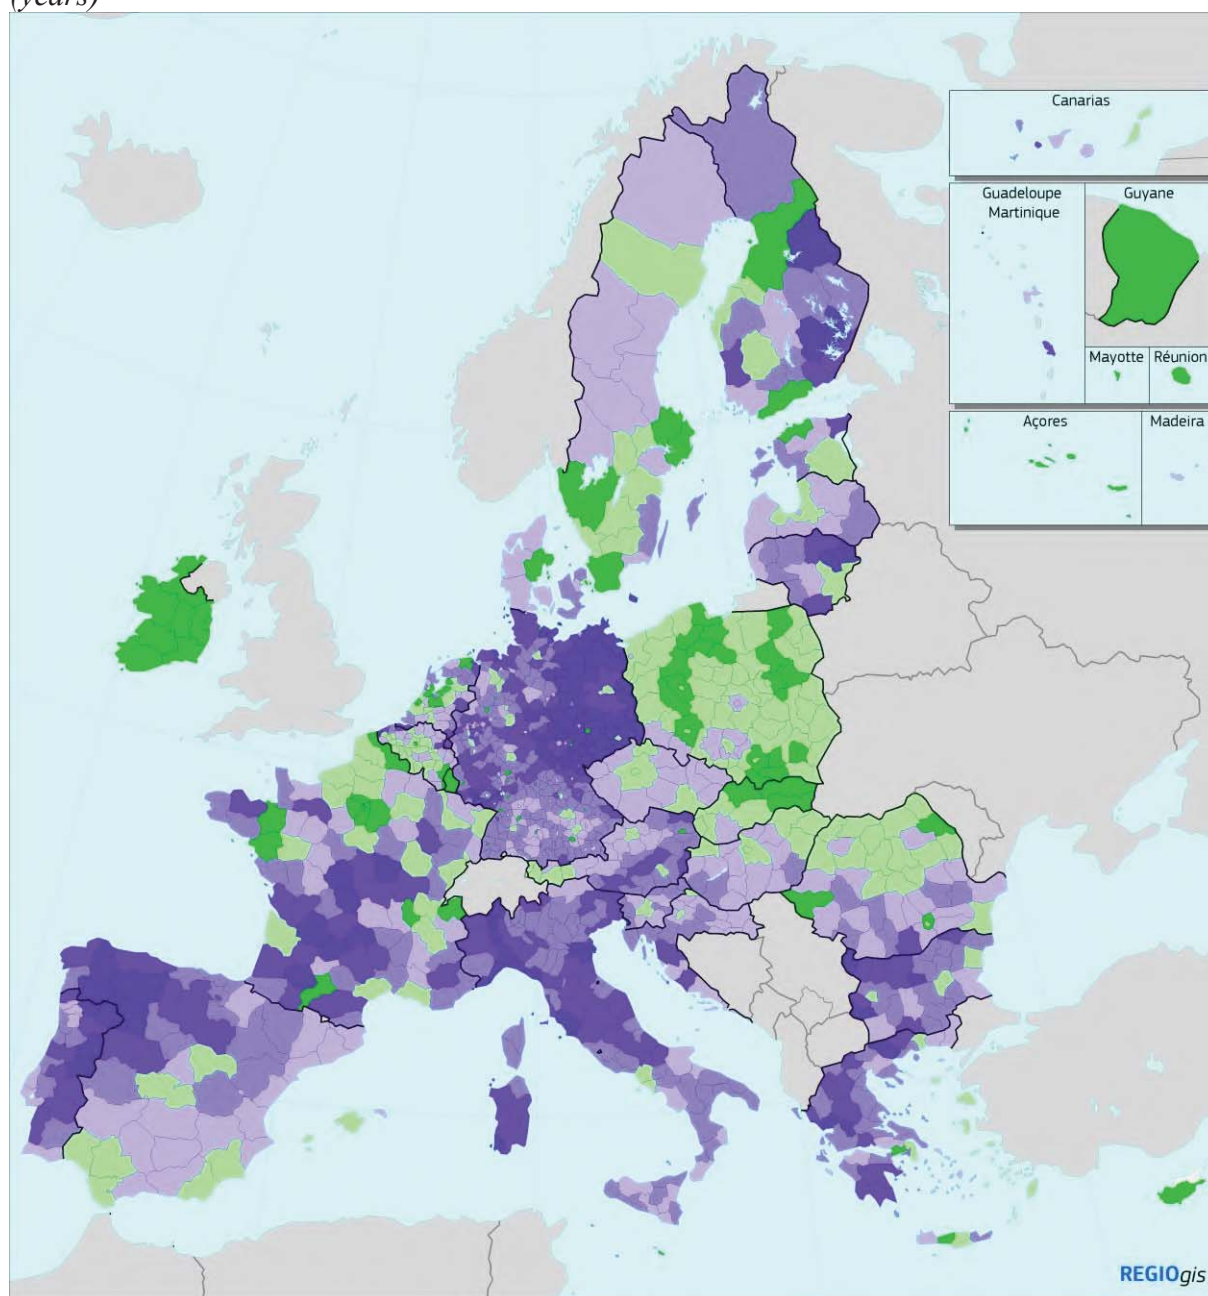 (years)
Canarias
Guadeloupe
Martinique
Guyane
Mayotte
Réunion
Açores
Madeira
REGIOgis